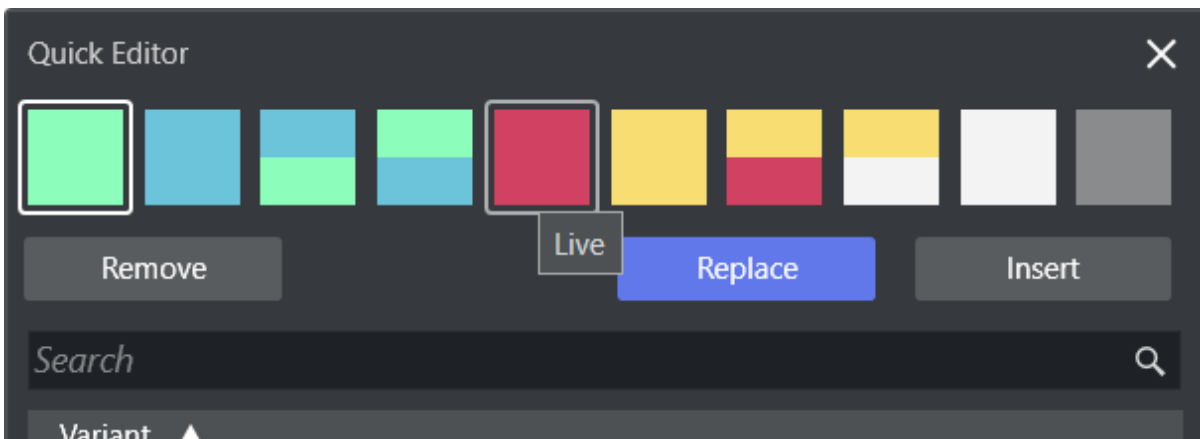 Quick Editor
Live
Remove
Replace
Insert
Search
Variant